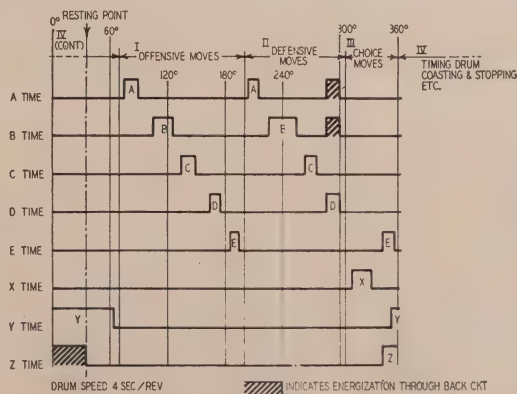 RESTING POINT
0° 60° 300° 360°
IV (CONT)
I OFFENSIVE MOVES
II DEFENSIVE MOVES
III CHOICE MOVES
IV TIMING DRUM COASTING & STOPPING ETC.
120° 180° 240°
A TIME A A
B TIME B E
C TIME C C
D TIME D D
E TIME E E
X TIME X
Y TIME Y Y
Z TIME Z
DRUM SPEED 4 SEC/REV
INDICATES ENERGIZATION THROUGH BACK CKT